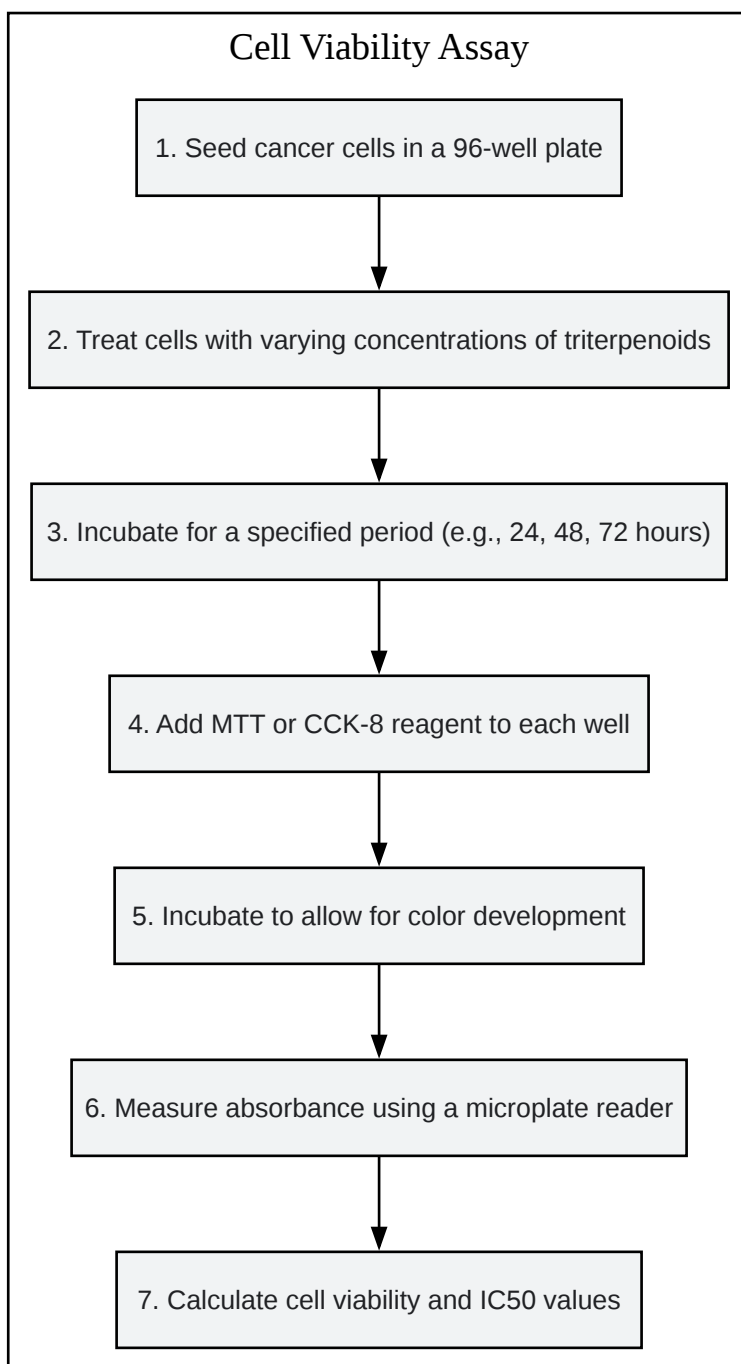 Cell Viability Assay
1. Seed cancer cells in a 96-well plate
2. Treat cells with varying concentrations of triterpenoids
3. Incubate for a specified period (e.g., 24, 48, 72 hours)
4. Add MTT or CCK-8 reagent to each well
5. Incubate to allow for color development
6. Measure absorbance using a microplate reader
7. Calculate cell viability and IC50 values